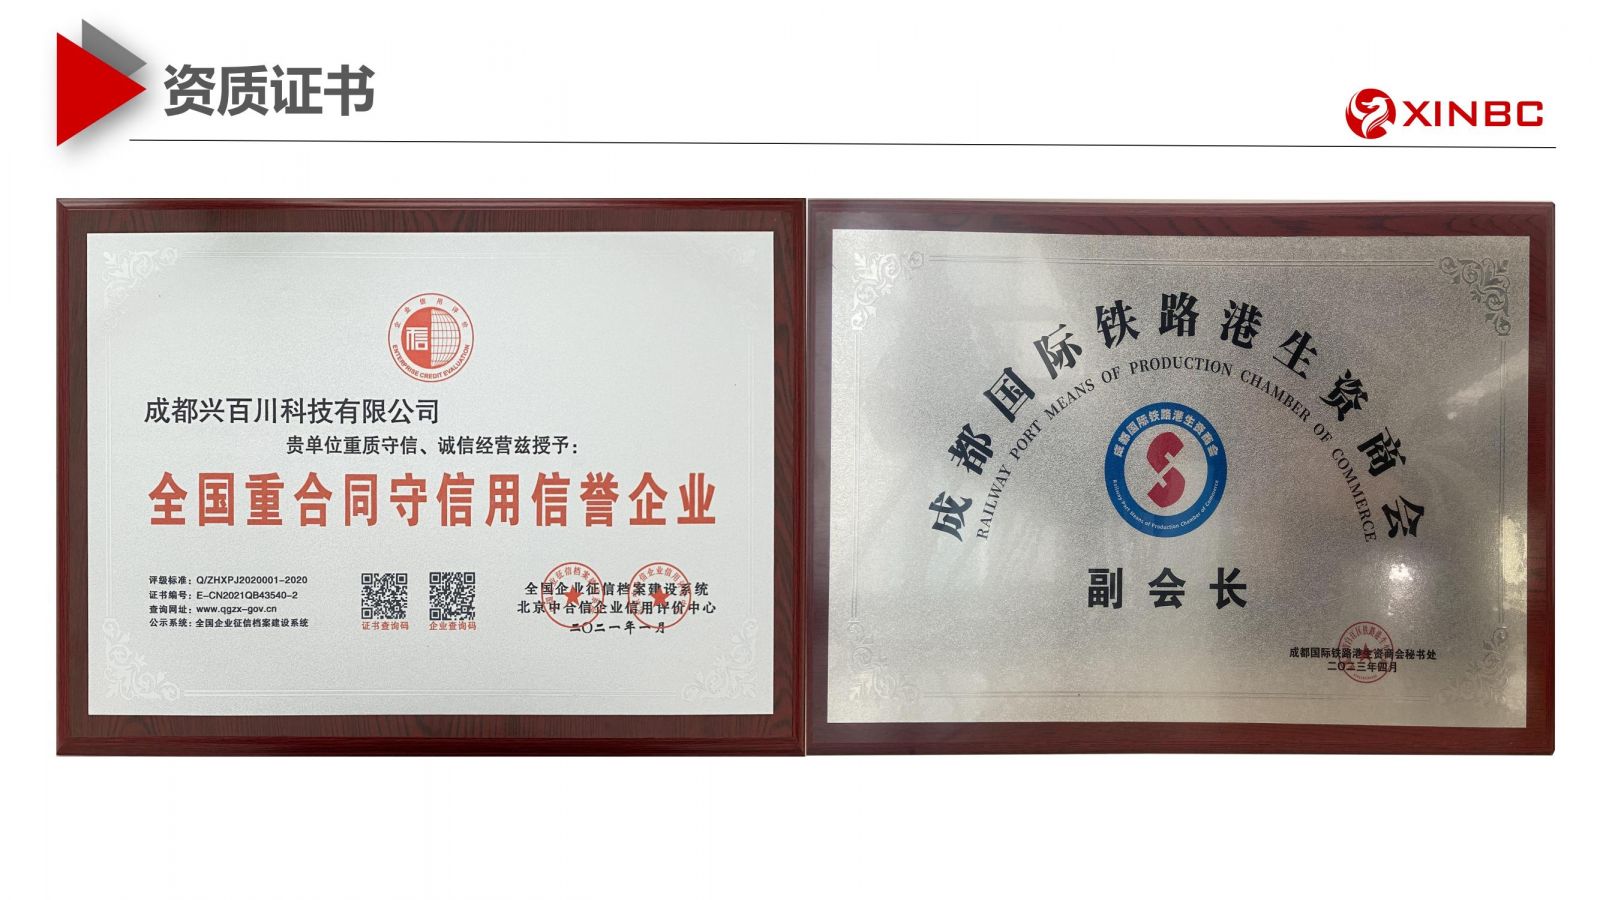 资质证书
XINBC
企业信用评价
信
ENTERPRISE CREDIT EVALUATION
成都兴百川科技有限公司
贵单位重质守信、诚信经营兹授予：
全国重合同守信用信誉企业
评级标准：Q/ZHXPJ2020001-2020
证书编号：E-CN2021QB43540-2
查询网址：www.qgzx-gov.cn
公示系统：全国企业征信档案建设系统
证书查询码
企业查询码
全国企业征信档案建设系统
北京中合信企业信用评价中心
二〇二一年一月
成都国际铁路港生资商会
RAILWAY PORT MEANS OF PRODUCTION CHAMBER OF COMMERCE
成都国际铁路港生资商会
Railway Port Means of Production Chamber of Commerce
副会长
成都国际铁路港生资商会秘书处
二〇二三年四月